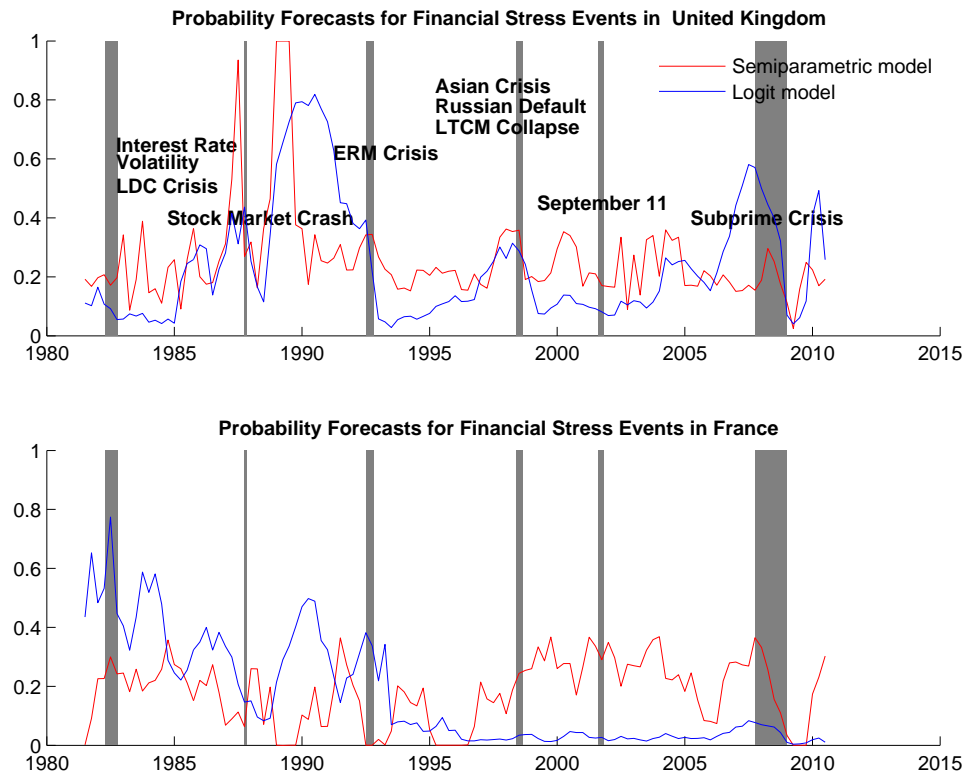 Probability Forecasts for Financial Stress Events in United Kingdom
1
0.8
0.6
0.4
0.2
0
Semiparametric model
Logit model
Asian Crisis
Russian Default
LTCM Collapse
Interest Rate
Volatility
LDC Crisis
ERM Crisis
Stock Market Crash
September 11
Subprime Crisis
1980 1985 1990 1995 2000 2005 2010 2015
Probability Forecasts for Financial Stress Events in France
1
0.8
0.6
0.4
0.2
0
1980 1985 1990 1995 2000 2005 2010 2015